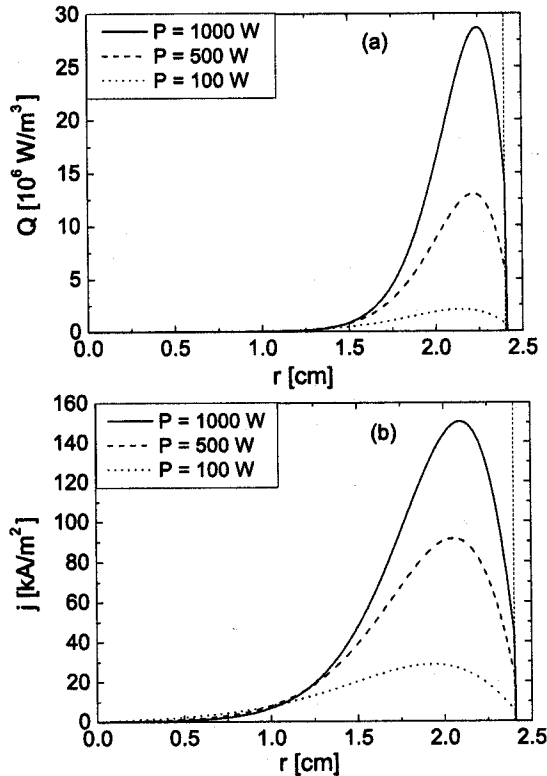 P = 1000 W
P = 500 W
P = 100 W
(a)
30
25
20
15
10
5
0
Q [10⁶ W/m³]
0.0 0.5 1.0 1.5 2.0 2.5
r [cm]
P = 1000 W
P = 500 W
P = 100 W
(b)
160
140
120
100
80
60
40
20
0
j [kA/m²]
0.0 0.5 1.0 1.5 2.0 2.5
r [cm]